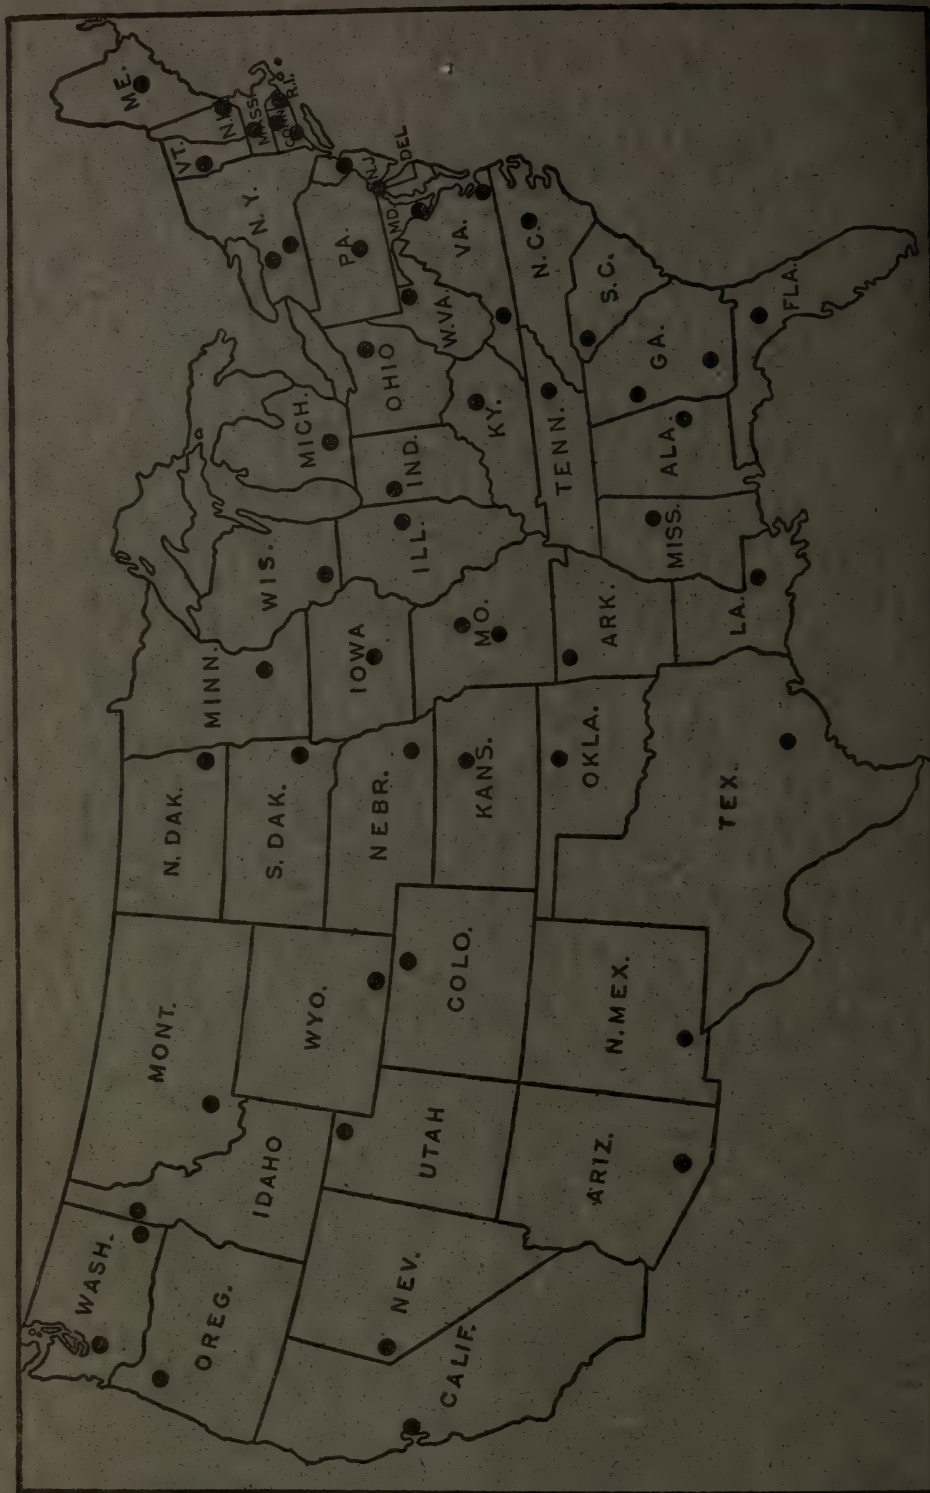 WASH.
OREG.
CALIF.
NEV.
IDAHO
MONT.
WYO.
UTAH
ARIZ.
COLO.
N.MEX.
N. DAK.
S. DAK.
NEBR.
KANS.
OKLA.
TEX.
MINN.
IOWA
MO.
ARK.
LA.
WIS.
ILL.
MISS.
MICH.
IND.
OHIO
KY.
TENN.
ALA.
GA.
FLA.
S.C.
N.C.
VA.
W.VA.
PA.
MD.
DEL
N.J.
N.Y.
VT.
N.H.
MASS.
CONN.
R.I.
ME.